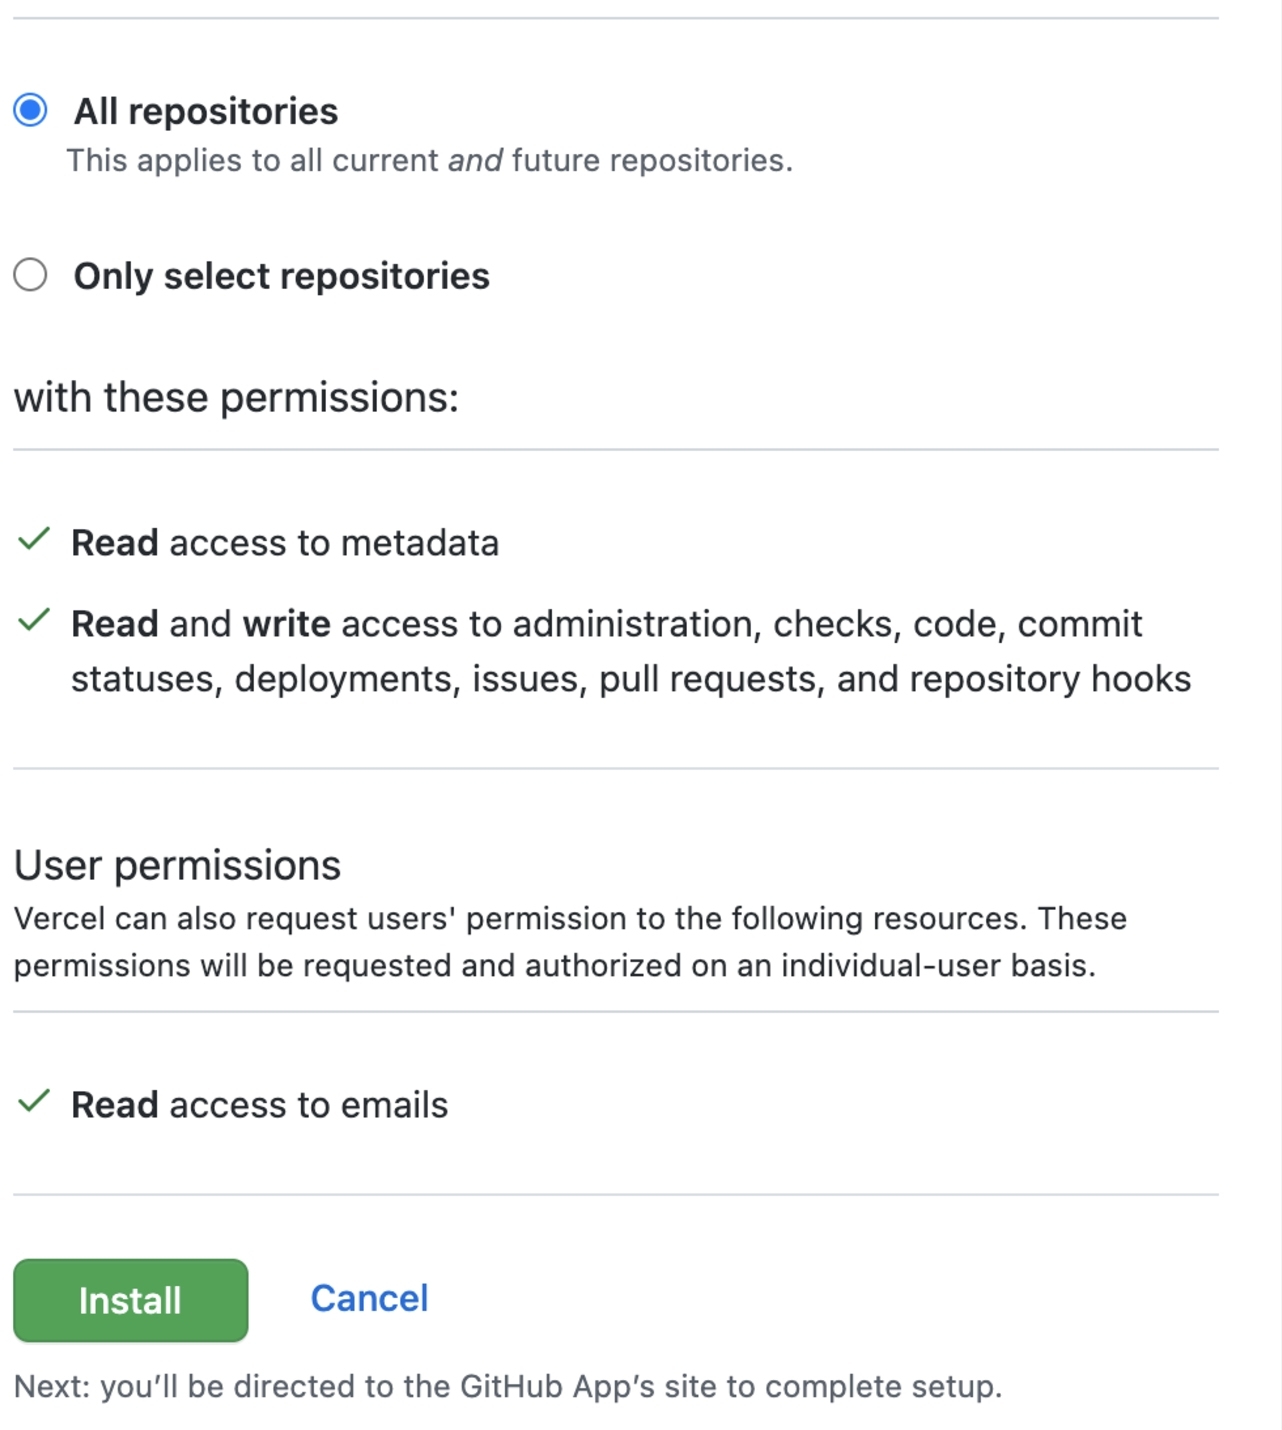 All repositories
This applies to all current and future repositories.
Only select repositories
with these permissions:
Read access to metadata
Read and write access to administration, checks, code, commit
statuses, deployments, issues, pull requests, and repository hooks
User permissions
Vercel can also request users' permission to the following resources. These
permissions will be requested and authorized on an individual-user basis.
Read access to emails
Install Cancel
Next: you’ll be directed to the GitHub App’s site to complete setup.